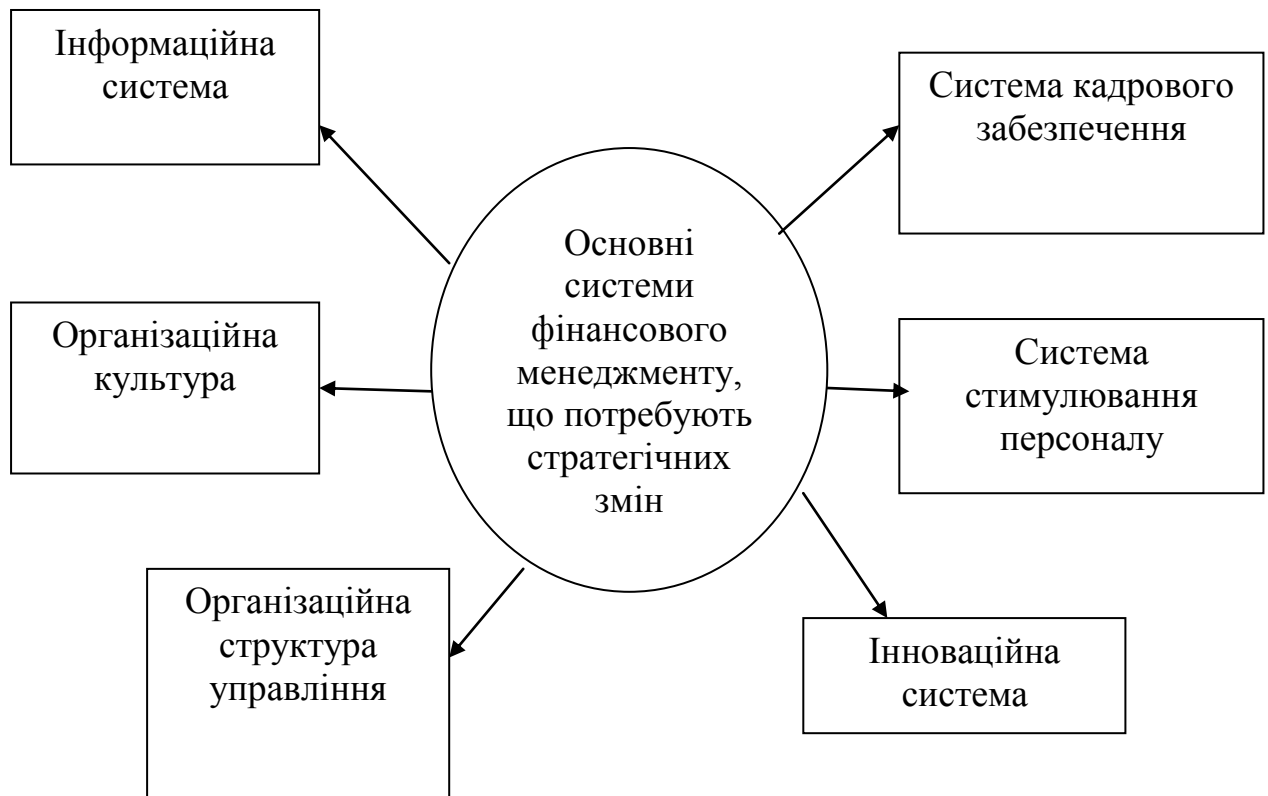 Інформаційна
система
Система кадрового
забезпечення
Основні
системи
фінансового
менеджменту,
що потребують
стратегічних
змін
Організаційна
культура
Система
стимулювання
персоналу
Організаційна
структура
управління
Інноваційна
система